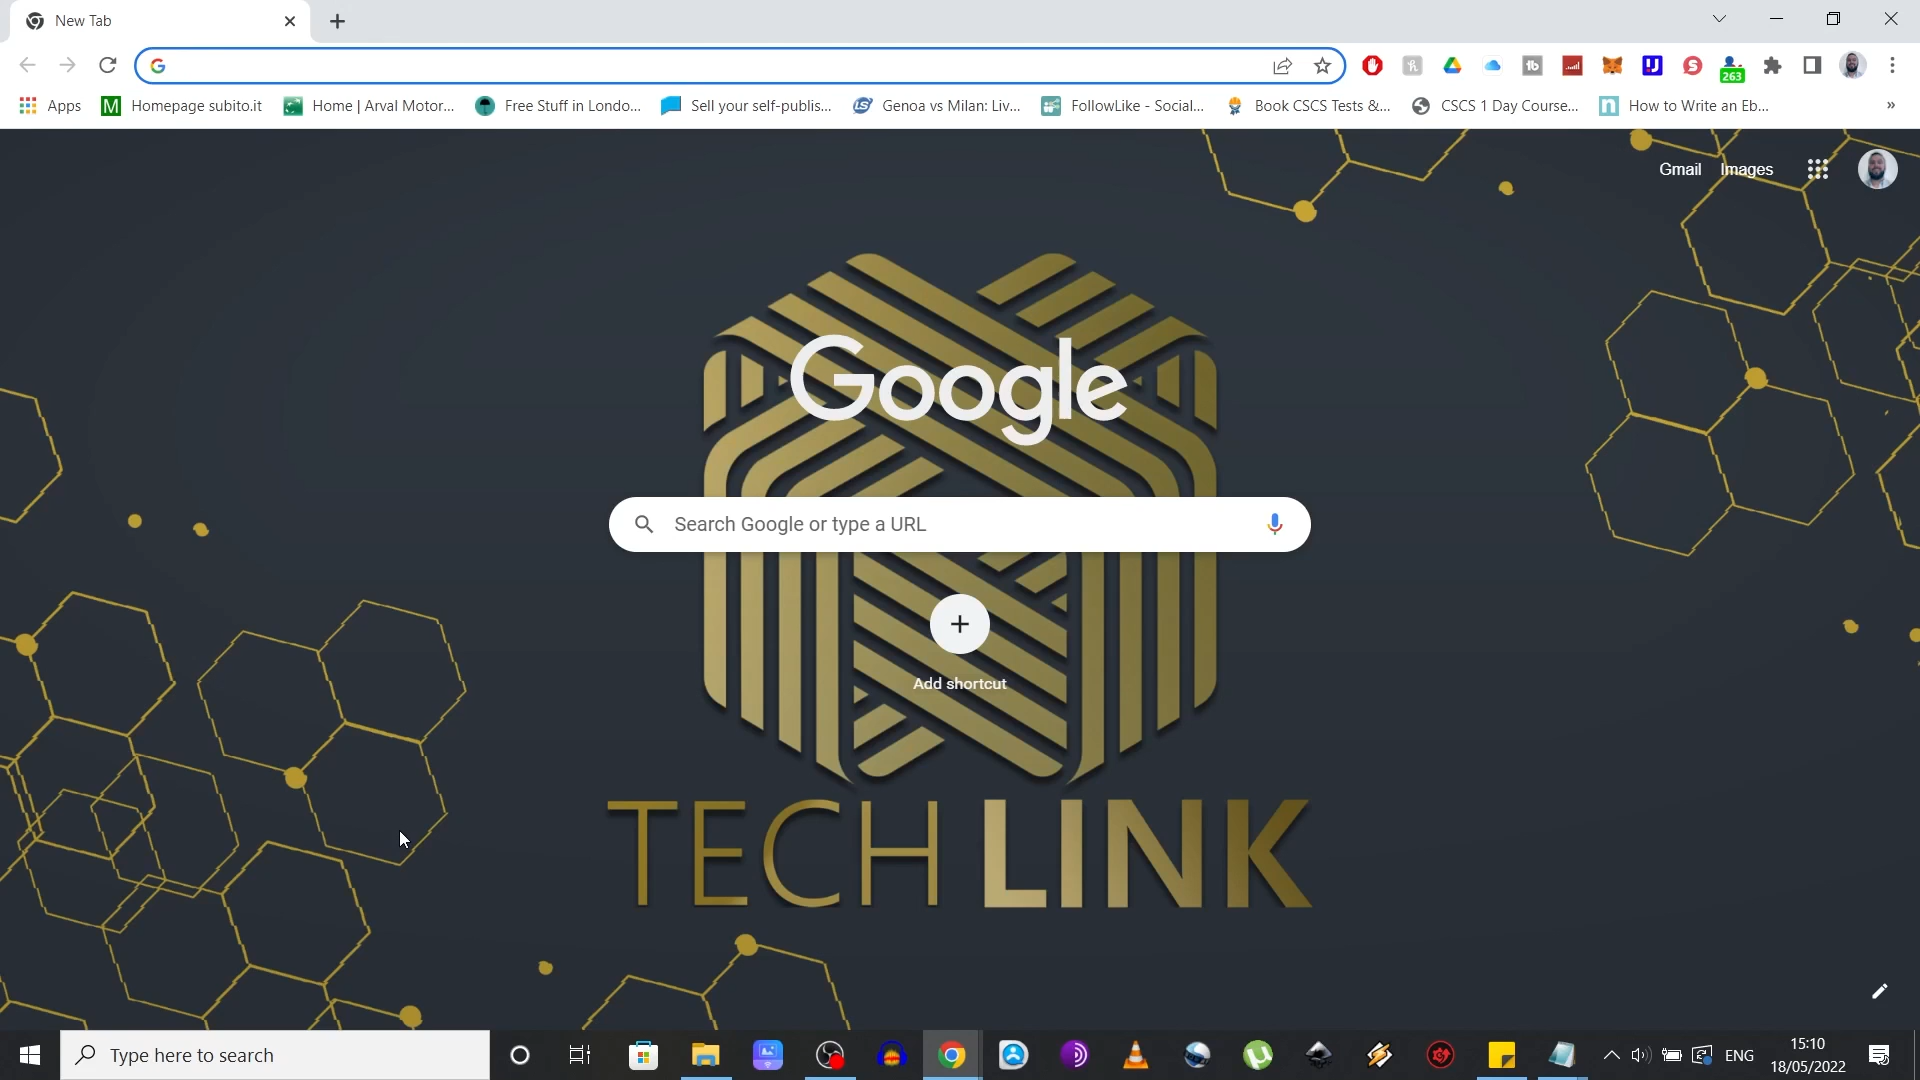 New Tab
Apps
Homepage subito.it
Home | Arval Motor...
Free Stuff in Londo...
Sell your self-publis...
Genoa vs Milan: Liv...
FollowLike - Social...
Book CSCS Tests &...
CSCS 1 Day Course...
How to Write an Eb...
»
263
Gmail Images
Google
Search Google or type a URL
Add shortcut
TECHLINK
Type here to search
ENG
15:10
18/05/2022